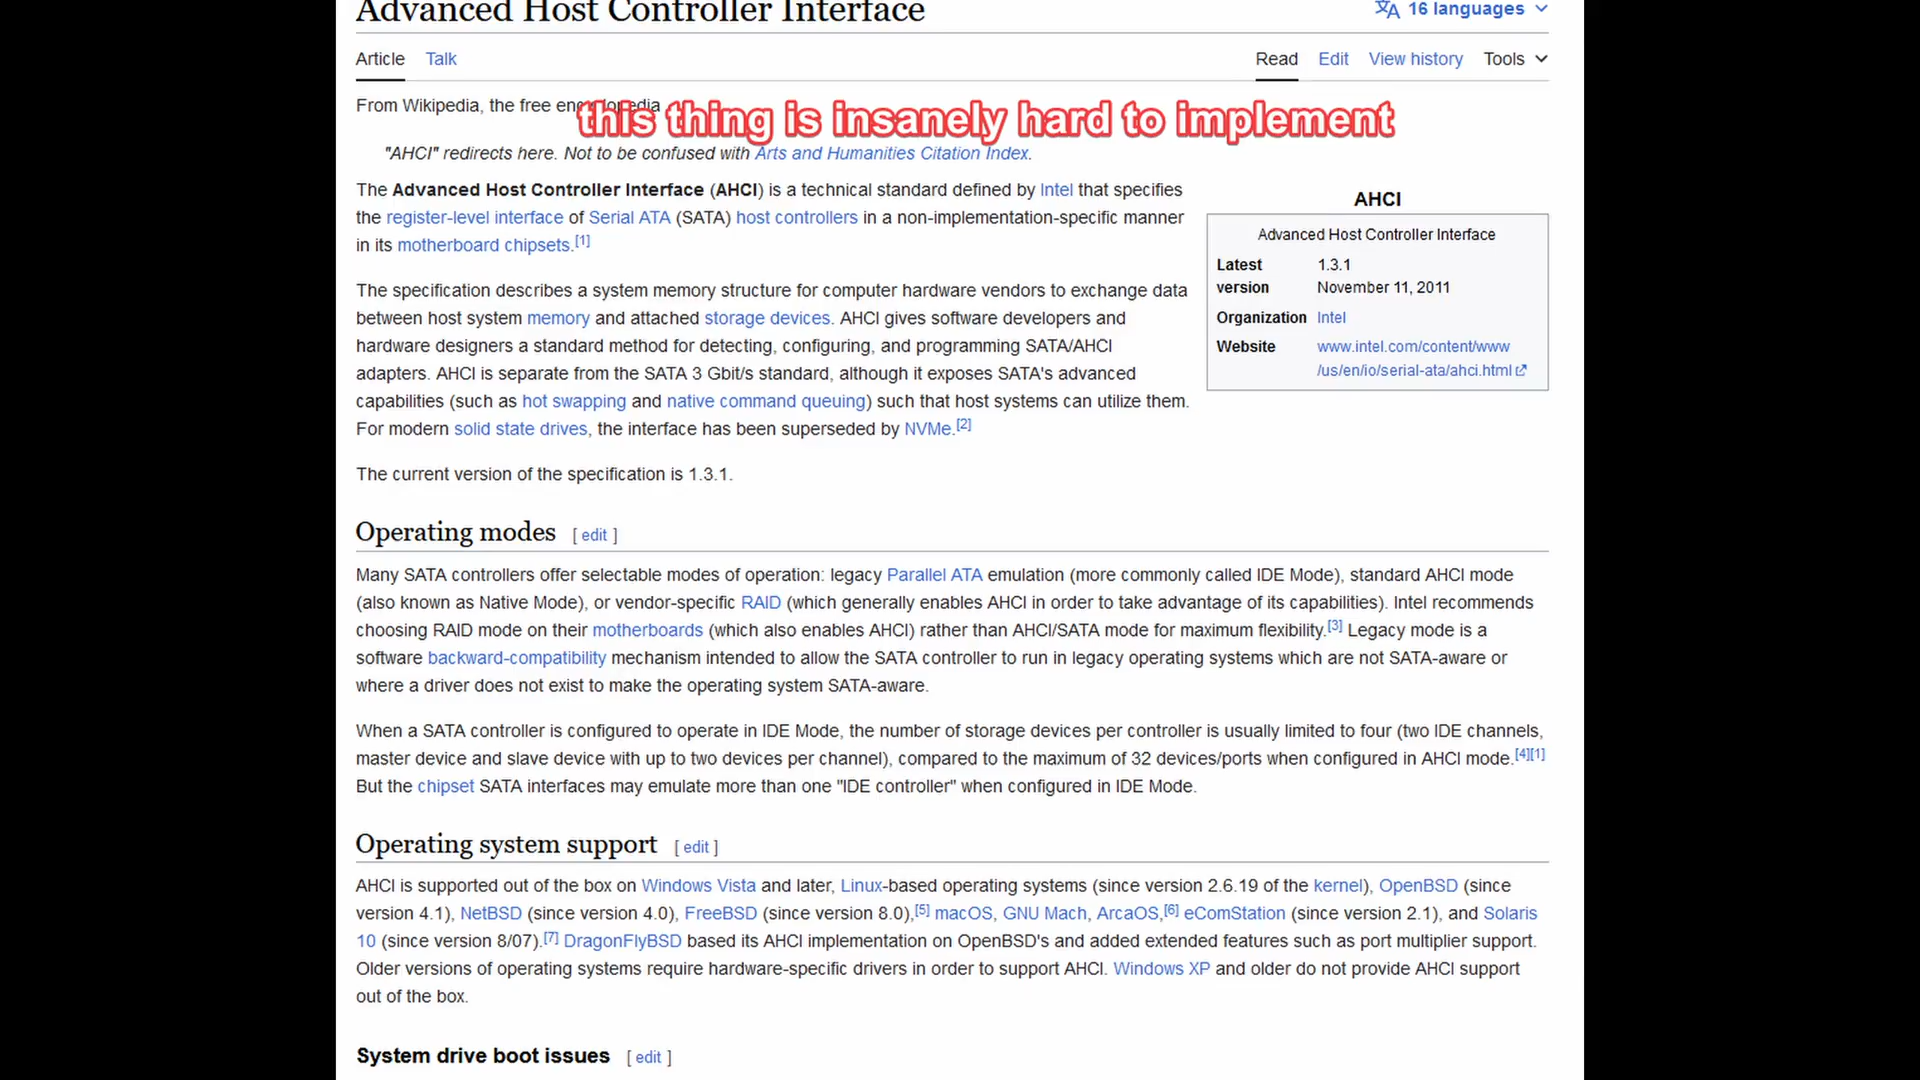 Advanced Host Controller Interface
16 languages
Article Talk
Read Edit View history Tools
From Wikipedia, the free encyclopedia
this thing is insanely hard to implement
"AHCI" redirects here. Not to be confused with Arts and Humanities Citation Index.
The Advanced Host Controller Interface (AHCI) is a technical standard defined by Intel that specifies
the register-level interface of Serial ATA (SATA) host controllers in a non-implementation-specific manner
in its motherboard chipsets.[1]
The specification describes a system memory structure for computer hardware vendors to exchange data
between host system memory and attached storage devices. AHCI gives software developers and
hardware designers a standard method for detecting, configuring, and programming SATA/AHCI
adapters. AHCI is separate from the SATA 3 Gbit/s standard, although it exposes SATA's advanced
capabilities (such as hot swapping and native command queuing) such that host systems can utilize them.
For modern solid state drives, the interface has been superseded by NVMe.[2]
The current version of the specification is 1.3.1.
AHCI
Advanced Host Controller Interface
Latest 1.3.1
version November 11, 2011
Organization Intel
Website www.intel.com/content/www
/us/en/io/serial-ata/ahci.html
Operating modes [ edit ]
Many SATA controllers offer selectable modes of operation: legacy Parallel ATA emulation (more commonly called IDE Mode), standard AHCI mode
(also known as Native Mode), or vendor-specific RAID (which generally enables AHCI in order to take advantage of its capabilities). Intel recommends
choosing RAID mode on their motherboards (which also enables AHCI) rather than AHCI/SATA mode for maximum flexibility.[3] Legacy mode is a
software backward-compatibility mechanism intended to allow the SATA controller to run in legacy operating systems which are not SATA-aware or
where a driver does not exist to make the operating system SATA-aware.
When a SATA controller is configured to operate in IDE Mode, the number of storage devices per controller is usually limited to four (two IDE channels,
master device and slave device with up to two devices per channel), compared to the maximum of 32 devices/ports when configured in AHCI mode.[4][1]
But the chipset SATA interfaces may emulate more than one "IDE controller" when configured in IDE Mode.
Operating system support [ edit ]
AHCI is supported out of the box on Windows Vista and later, Linux-based operating systems (since version 2.6.19 of the kernel), OpenBSD (since
version 4.1), NetBSD (since version 4.0), FreeBSD (since version 8.0),[5] macOS, GNU Mach, ArcaOS,[6] eComStation (since version 2.1), and Solaris
10 (since version 8/07).[7] DragonFlyBSD based its AHCI implementation on OpenBSD's and added extended features such as port multiplier support.
Older versions of operating systems require hardware-specific drivers in order to support AHCI. Windows XP and older do not provide AHCI support
out of the box.
System drive boot issues [ edit ]